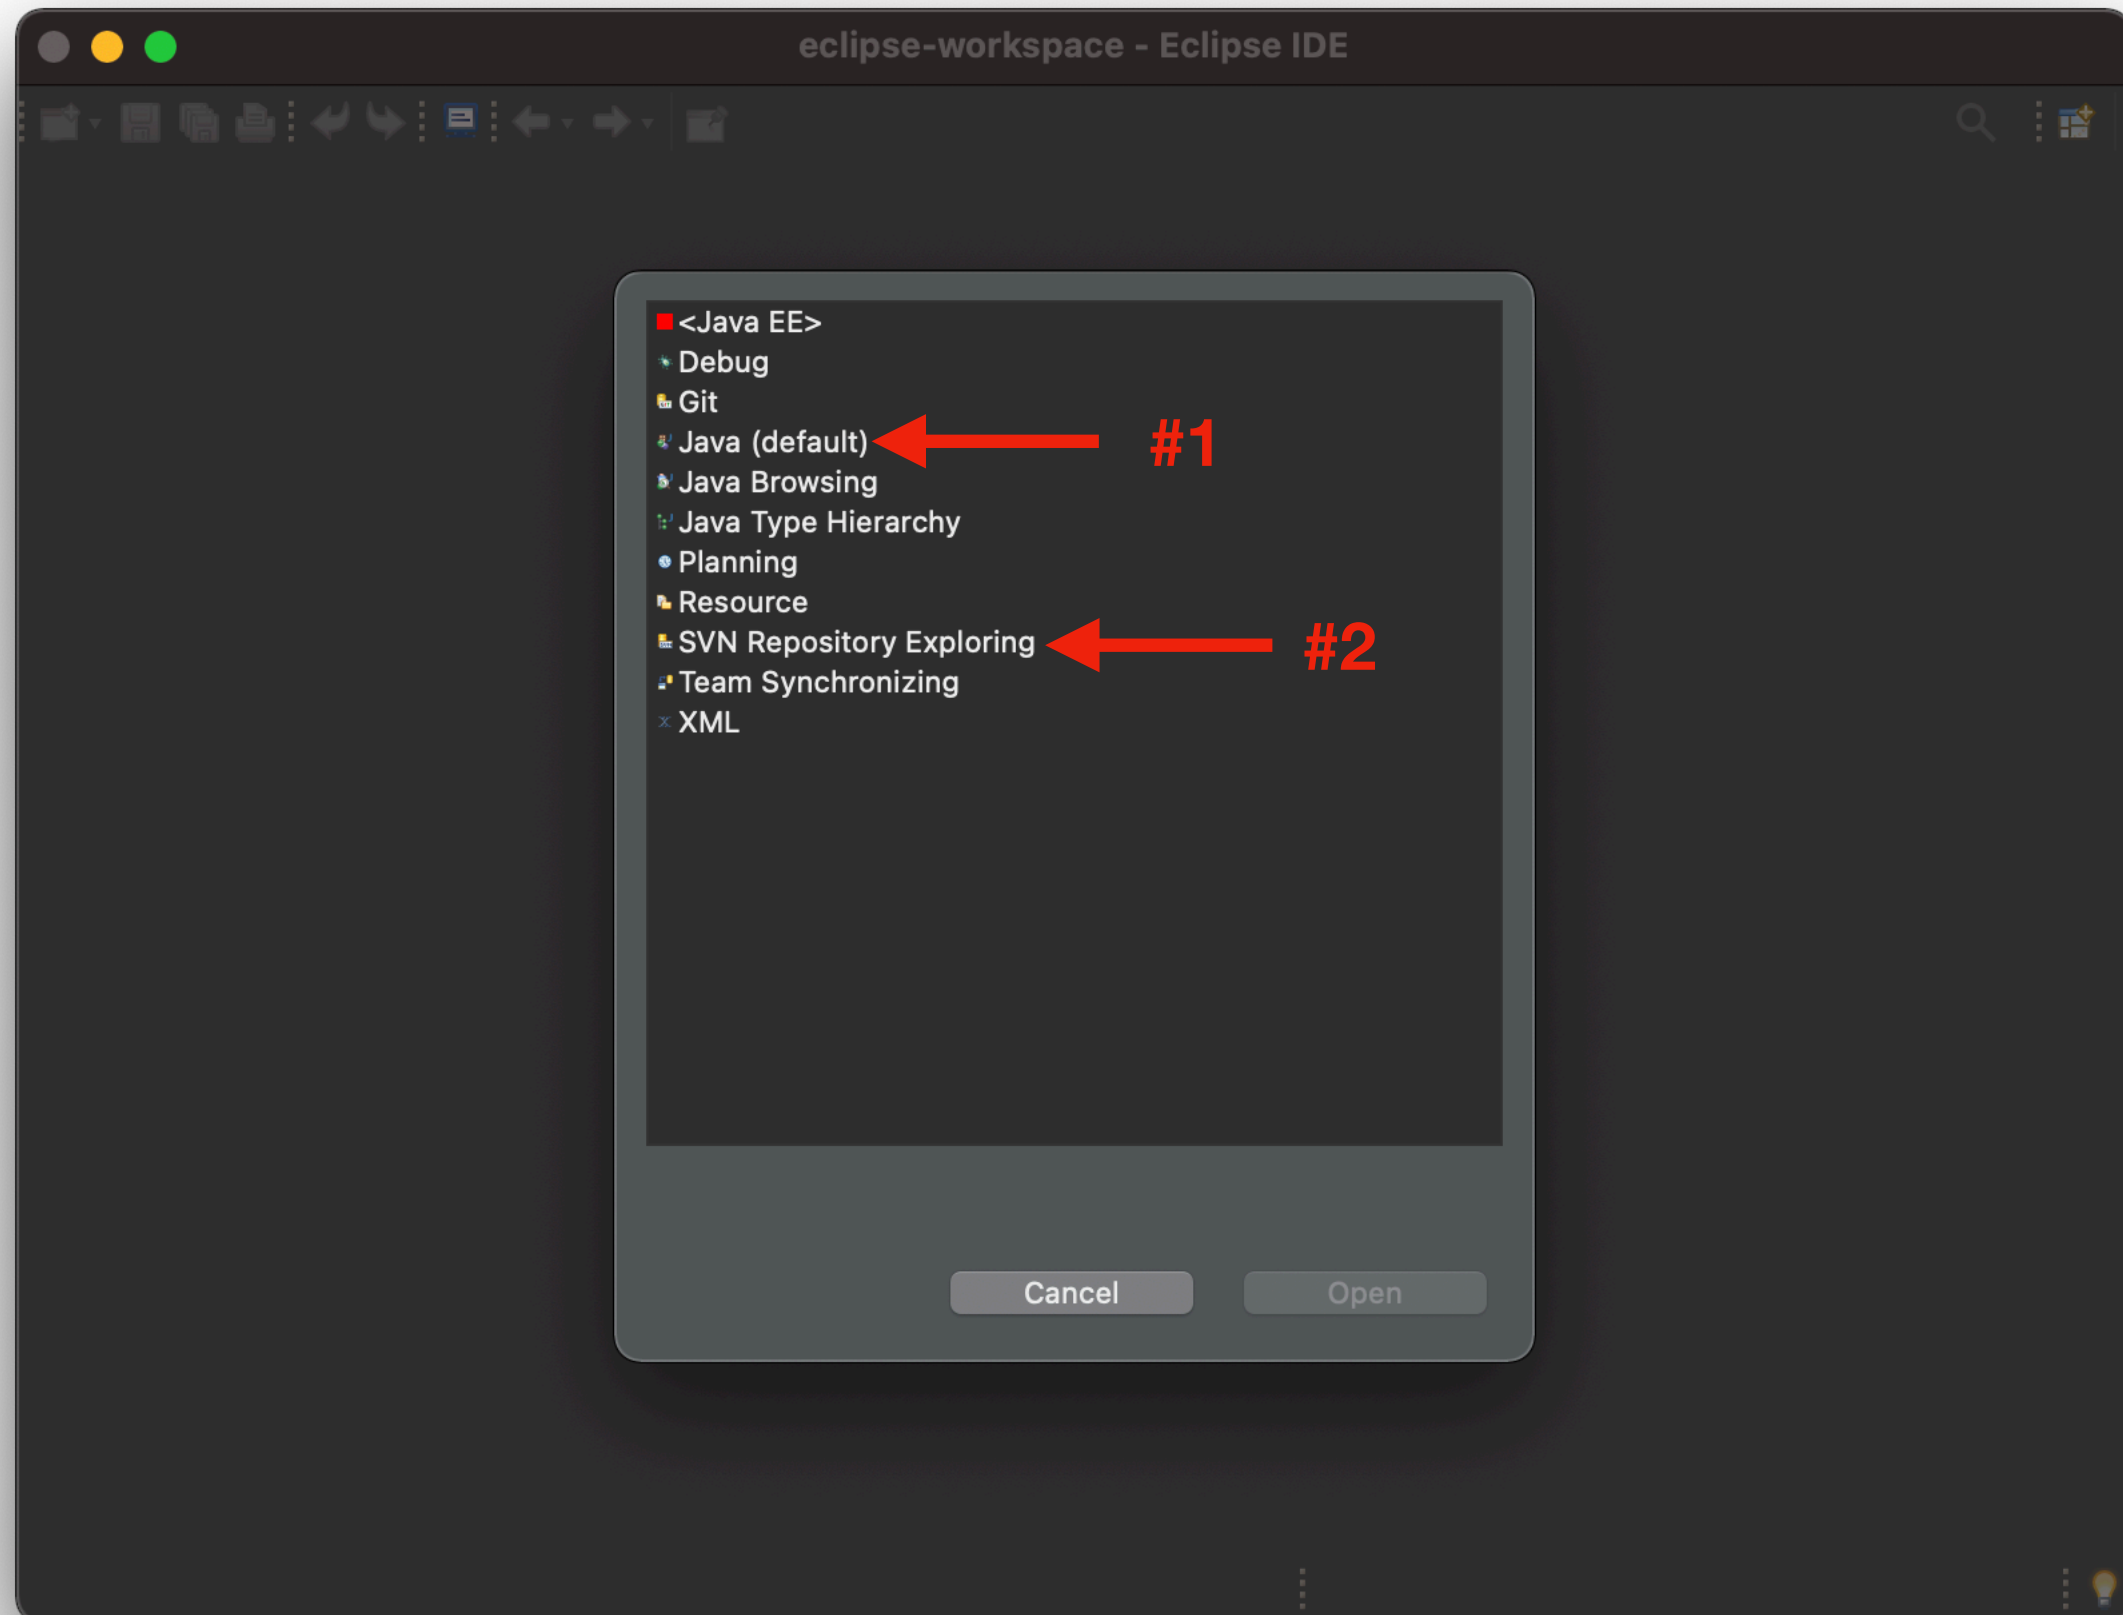 eclipse-workspace - Eclipse IDE
<Java EE>
Debug
Git
Java (default)
#1
Java Browsing
Java Type Hierarchy
Planning
Resource
SVN Repository Exploring
#2
Team Synchronizing
XML
Cancel
Open